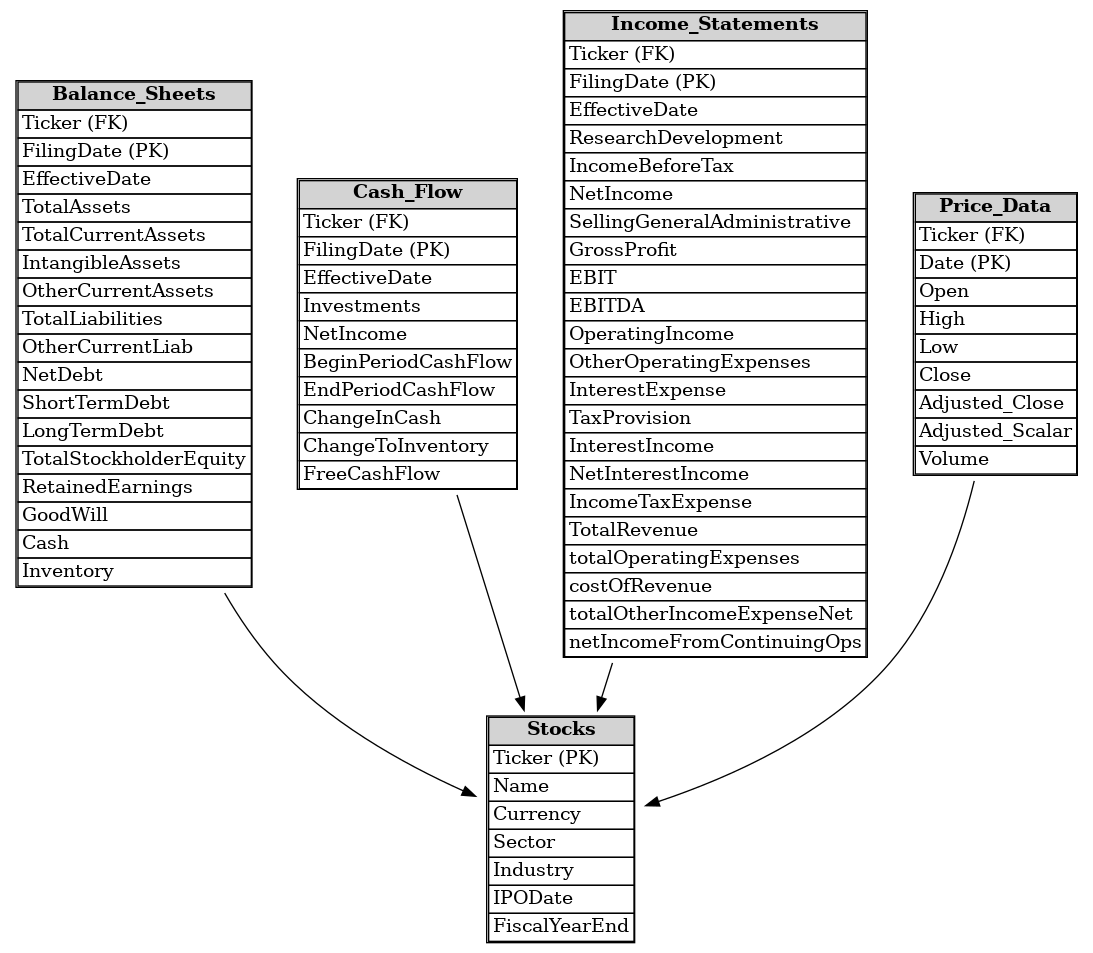 Balance_Sheets
Ticker (FK)
FilingDate (PK)
EffectiveDate
TotalAssets
TotalCurrentAssets
IntangibleAssets
OtherCurrentAssets
TotalLiabilities
OtherCurrentLiab
NetDebt
ShortTermDebt
LongTermDebt
TotalStockholderEquity
RetainedEarnings
GoodWill
Cash
Inventory
Cash_Flow
Ticker (FK)
FilingDate (PK)
EffectiveDate
Investments
NetIncome
BeginPeriodCashFlow
EndPeriodCashFlow
ChangeInCash
ChangeToInventory
FreeCashFlow
Income_Statements
Ticker (FK)
FilingDate (PK)
EffectiveDate
ResearchDevelopment
IncomeBeforeTax
NetIncome
SellingGeneralAdministrative
GrossProfit
EBIT
EBITDA
OperatingIncome
OtherOperatingExpenses
InterestExpense
TaxProvision
InterestIncome
NetInterestIncome
IncomeTaxExpense
TotalRevenue
totalOperatingExpenses
costOfRevenue
totalOtherIncomeExpenseNet
netIncomeFromContinuingOps
Price_Data
Ticker (FK)
Date (PK)
Open
High
Low
Close
Adjusted_Close
Adjusted_Scalar
Volume
Stocks
Ticker (PK)
Name
Currency
Sector
Industry
IPODate
FiscalYearEnd